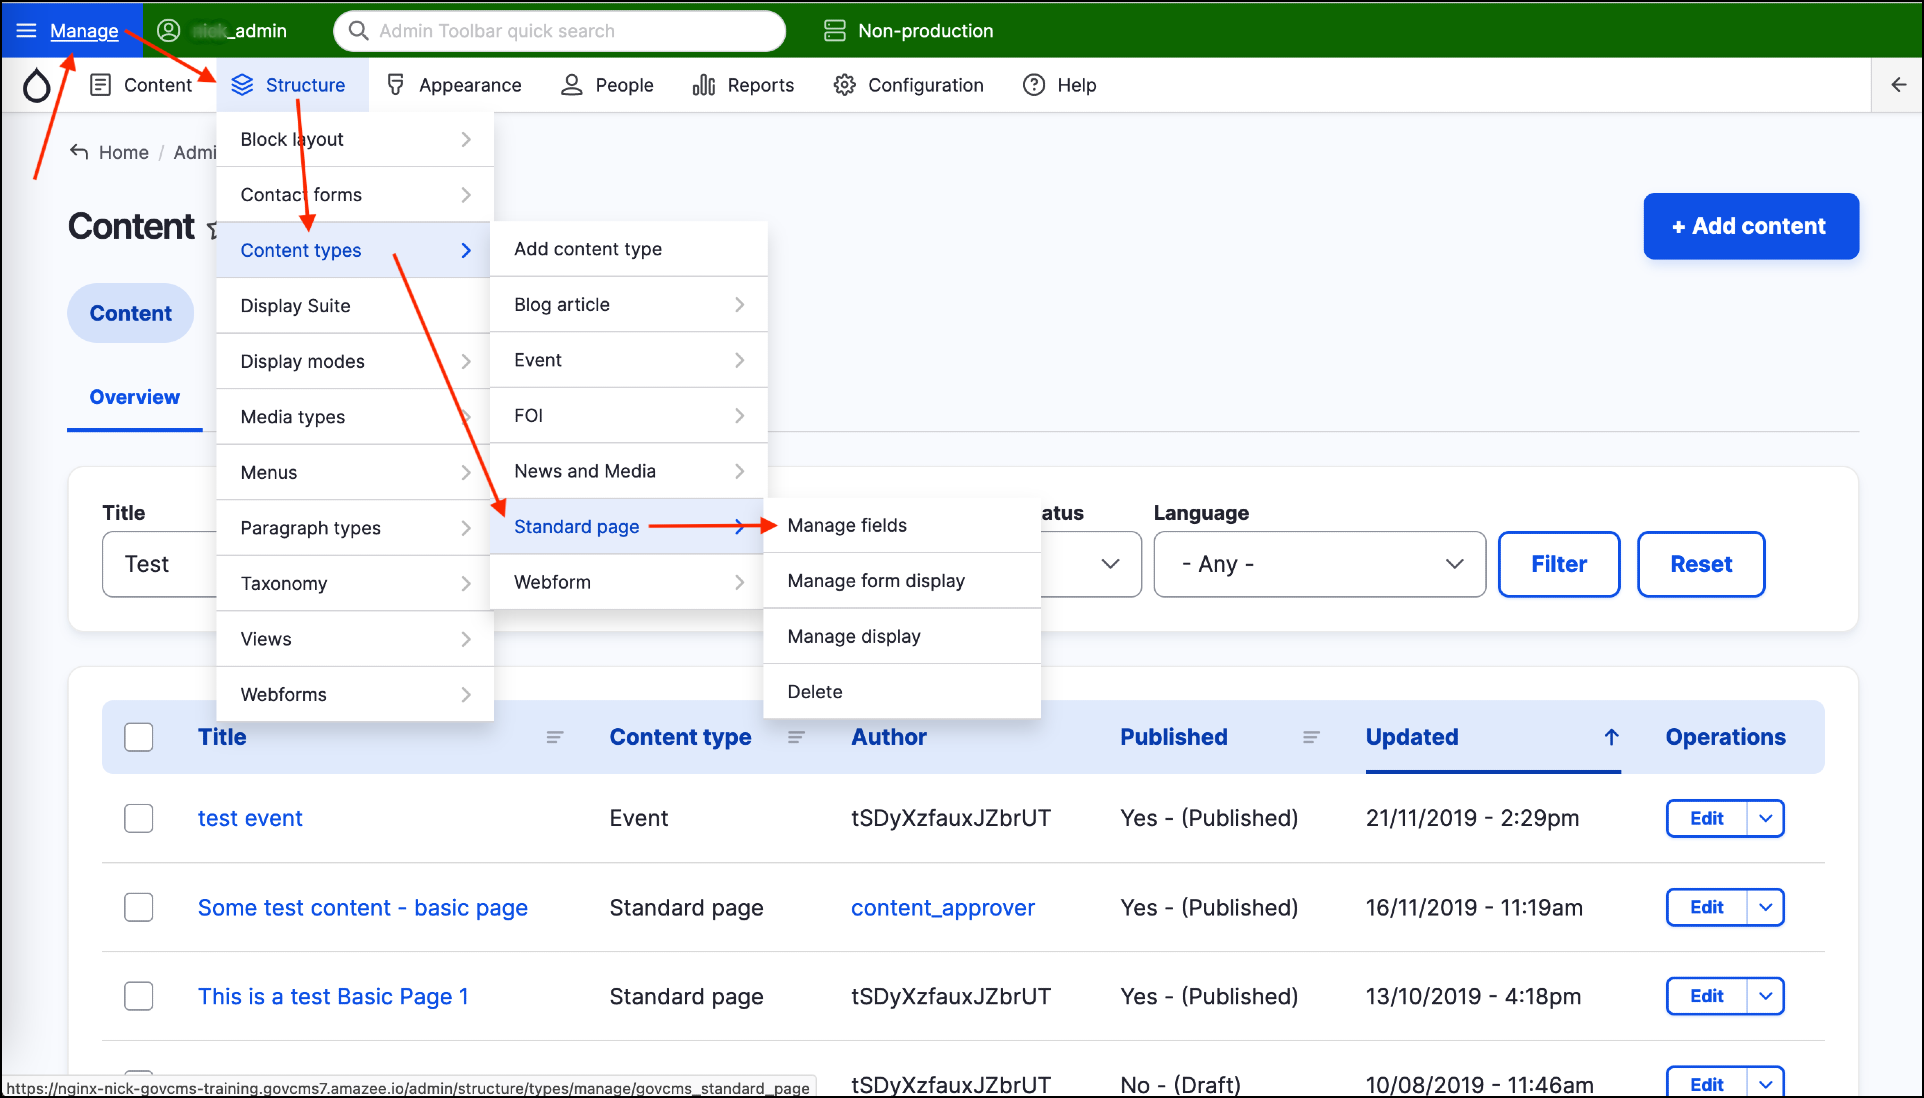 Manage
_admin
Admin Toolbar quick search
Non-production
Content
Structure
Appearance
People
Reports
Configuration
Help
Home / Admi
Content
+ Add content
Content
Overview
Block layout
Contact forms
Content types
Display Suite
Display modes
Media types
Menus
Paragraph types
Taxonomy
Views
Webforms
Add content type
Blog article
Event
FOI
News and Media
Standard page
Webform
Manage fields
Manage form display
Manage display
Delete
Title
Test
atus
Language
- Any -
Filter
Reset
Title Content type Author Published Updated Operations
test event Event tSDyXzfauxJZbrUT Yes - (Published) 21/11/2019 - 2:29pm Edit
Some test content - basic page Standard page content_approver Yes - (Published) 16/11/2019 - 11:19am Edit
This is a test Basic Page 1 Standard page tSDyXzfauxJZbrUT Yes - (Published) 13/10/2019 - 4:18pm Edit
tSDyXzfauxJZbrUT No - (Draft) 10/08/2019 - 11:46am Edit
https://nginx-nick-govcms-training.govcms7.amazee.io/admin/structure/types/manage/govcms_standard_page